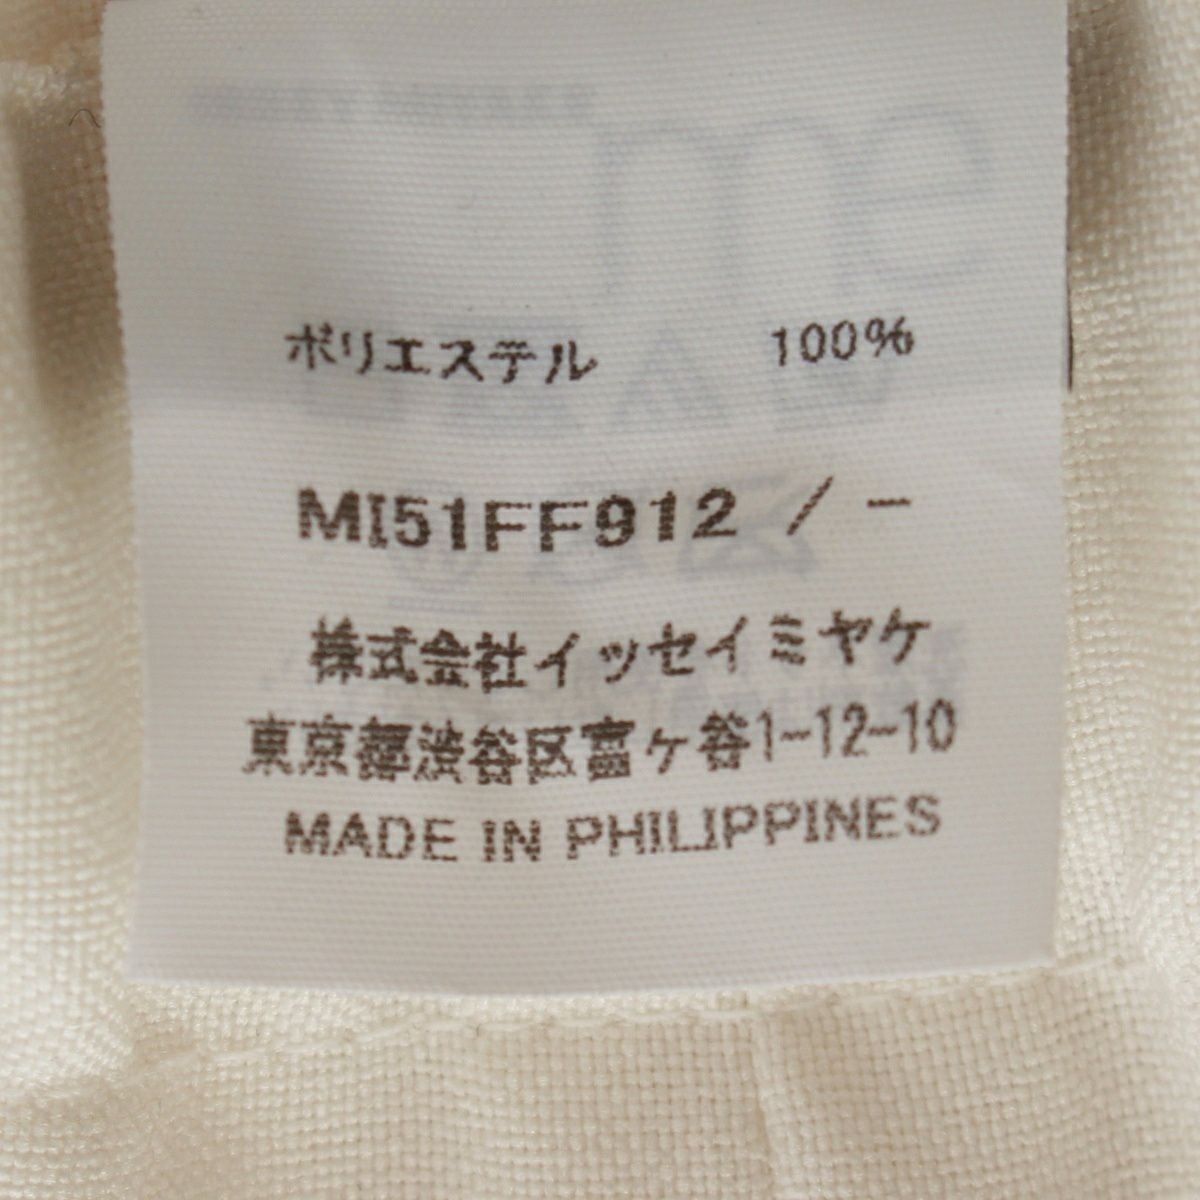 ポリエステル 100%
MI51FF912 / -
株式会社イッセイミヤケ
東京都渋谷区富ヶ谷1-12-10
MADE IN PHILIPPINES